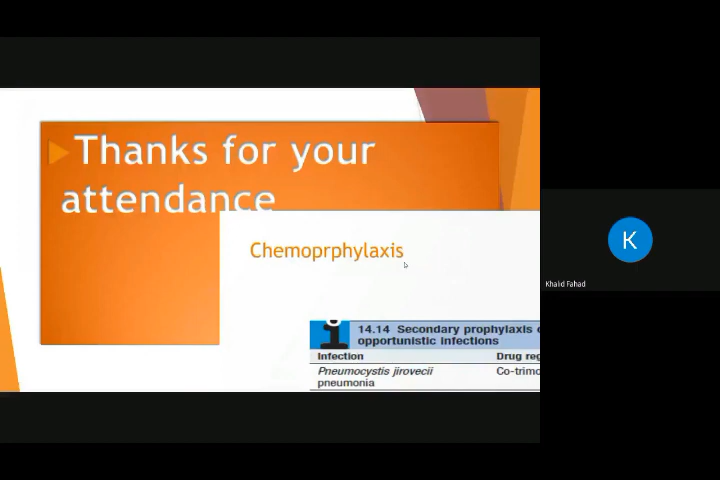 Thanks for your
attendance
Chemoprphylaxis
i
14.14 Secondary prophylaxis
opportunistic infections
Infection
Drug reg
Pneumocystis jirovecii
pneumonia
Co-trimo
K
Khalid Fahad